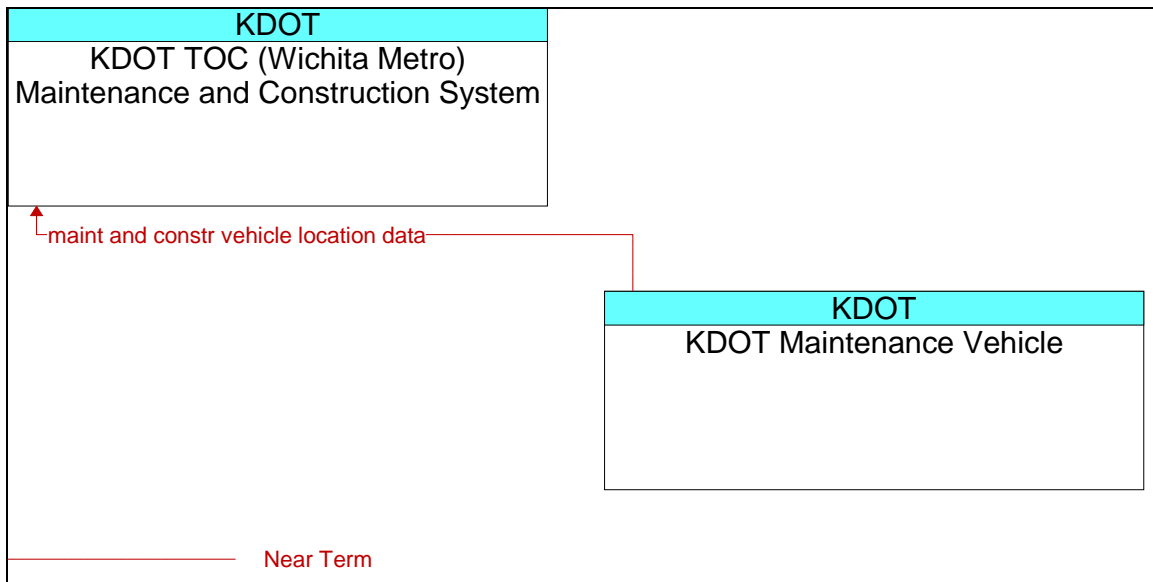 KDOT
KDOT TOC (Wichita Metro)
Maintenance and Construction System
maint and constr vehicle location data
KDOT
KDOT Maintenance Vehicle
Near Term